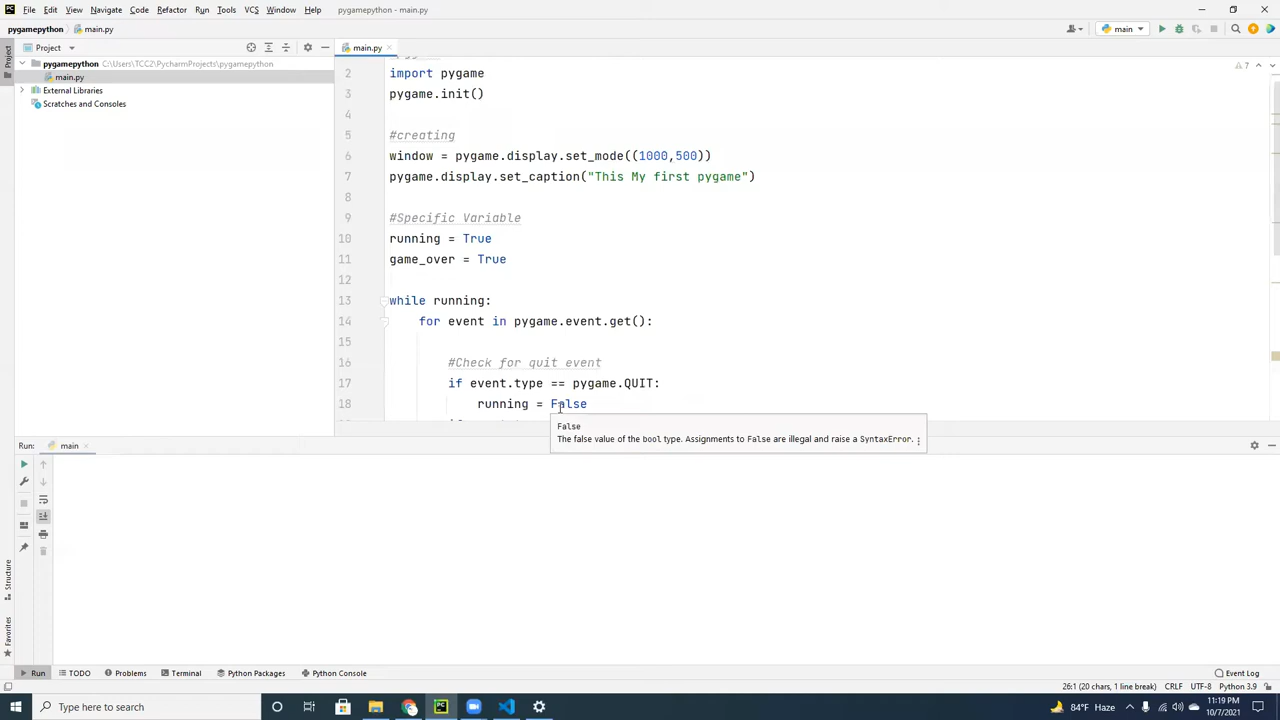 File Edit View Navigate Code Refactor Run Tools VCS Window Help pygamepython - main.py
pygamepython main.py main
Project main.py
Project
pygamepython C:\Users\TCC2\PycharmProjects\pygamepython
main.py
External Libraries
Scratches and Consoles
7
2 import pygame
3 pygame.init()
4
5 #creating
6 window = pygame.display.set_mode((1000,500))
7 pygame.display.set_caption("This My first pygame")
8
9 #Specific Variable
10 running = True
11 game_over = True
12
13 while running:
14 for event in pygame.event.get():
15
16 #Check for quit event
17 if event.type == pygame.QUIT:
18 running = False
False
The false value of the bool type. Assignments to False are illegal and raise a SyntaxError.
Run: main
Structure
Favorites
Run TODO Problems Terminal Python Packages Python Console Event Log
26:1 (20 chars, 1 line break) CRLF UTF-8 4 spaces Python 3.9
Type here to search
84°F Haze
11:19 PM
10/7/2021